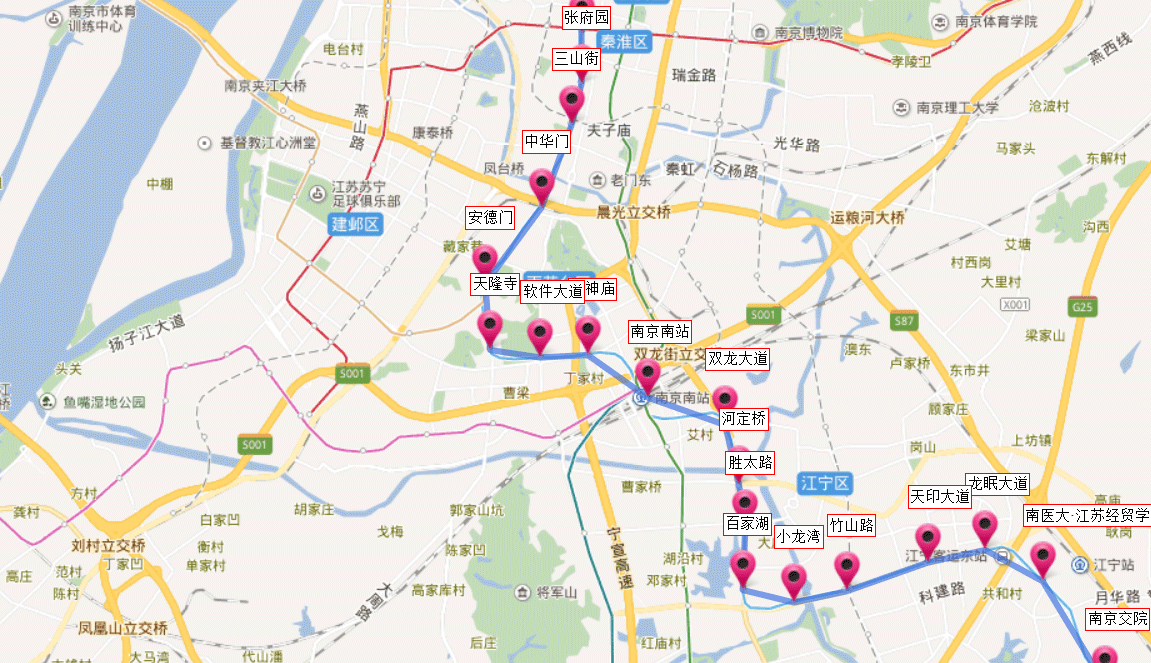 南京市体育
训练中心
张府园
秦淮区
南京博物院
南京体育学院
电台村
三山街
孝陵卫
燕西线
瑞金路
南京夹江大桥
南京理工大学
沧波村
燕山路
康泰桥
中华门
夫子庙
基督教江心洲堂
光华路
马家头
东解村
凤台桥
秦虹
石杨路
中棚
老门东
江苏苏宁
足球俱乐部
建邺区
安德门
晨光立交桥
运粮河大桥
沟西
臧家巷
艾塘
村西岗
天隆寺
软件大道
神庙
大里村
X001
G25
S001
S87
扬子江大道
南京南站
梁家山
双龙街立交
双龙大道
澳东
卢家桥
东市井
头关
S001
丁家村
曹梁
南京南站
鱼嘴湿地公园
河定桥
顾家庄
S001
艾村
岗山
上坊镇
胜太路
方村
曹家桥
江宁区
龙眠大道
天印大道
高庙
龚村
胡家庄
郭家山坑
百家湖
竹山路
南医大·江苏经贸学
白家凹
戈梅
小龙湾
耿岗
刘村立交桥
衡村
陈家凹
宁宣高速
湖沿村
江宁客运东站
江宁站
丁家凹
单家村
范村
高庄
邓家村
陈村
大周路
高家库村
将军山
科建路
共和村
月华路
凤凰山立交桥
南京交院
后庄
红庙村
大马湾
代山潘